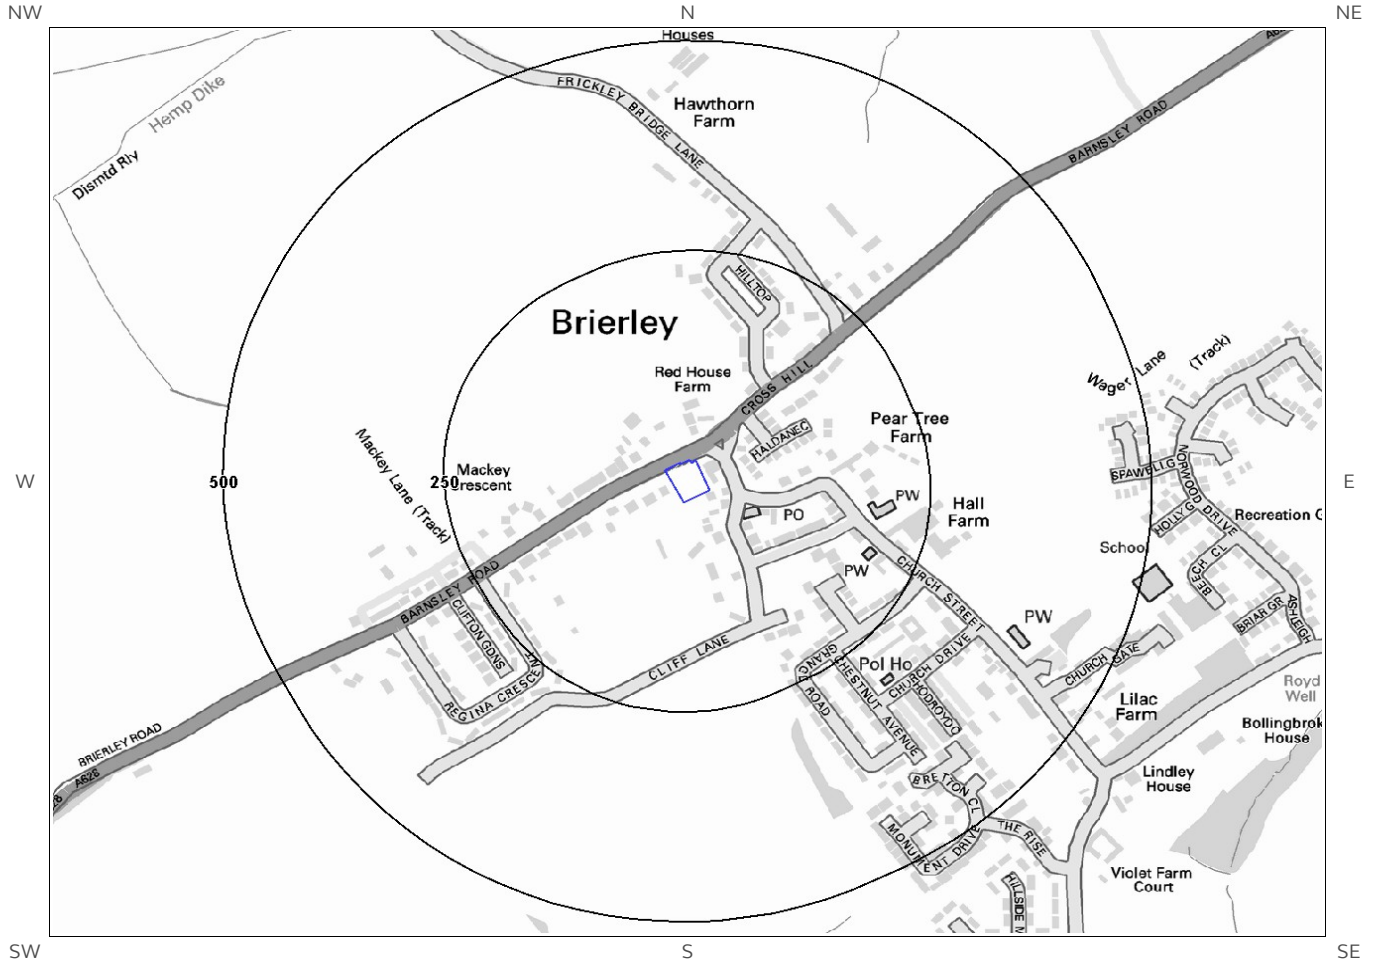 NW
N
NE
Houses
FRICKLEY BRIDGE LANE
Hemp Dike
Hawthorn
Farm
BARNSLEY ROAD
Dismtd Rly
HILLTOP
Brierley
Red House
Farm
CROSS HILL
Wager Lane
(Track)
Pear Tree
Farm
HALDANEC
Mackey Lane (Track)
Mackey
Crescent
W
500
250
SPAWELLG
NORWOOD DRIVE
E
PW
Hall
Farm
PO
HOLLY G
Recreation G
School
BEECH CL
PW
CHURCH STREET
BARNSLEY ROAD
CLIFTON GDNS
REGINA CRESCENT
CLIFF LANE
PW
BRIAR GR
ASHLEIGH
GRANGE ROAD
CHESTNUT AVENUE
Pol Ho
CHURCH DRIVE
HODROYDC
CHURCH GATE
Royd
Well
Lilac
Farm
Bollingbrok
House
BRIERLEY ROAD
A628
BRETTON CL
Lindley
House
MONUMENT DRIVE
THE RISE
Violet Farm
Court
HILLSIDE M
SW
S
SE